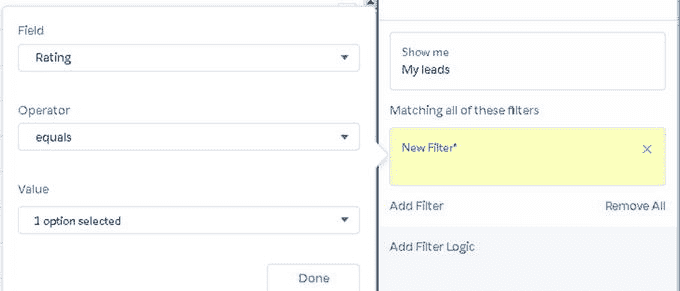 Field
Rating
Operator
equals
Value
1 option selected
Done
Show me
My leads
Matching all of these filters
New Filter*
Add Filter
Remove All
Add Filter Logic